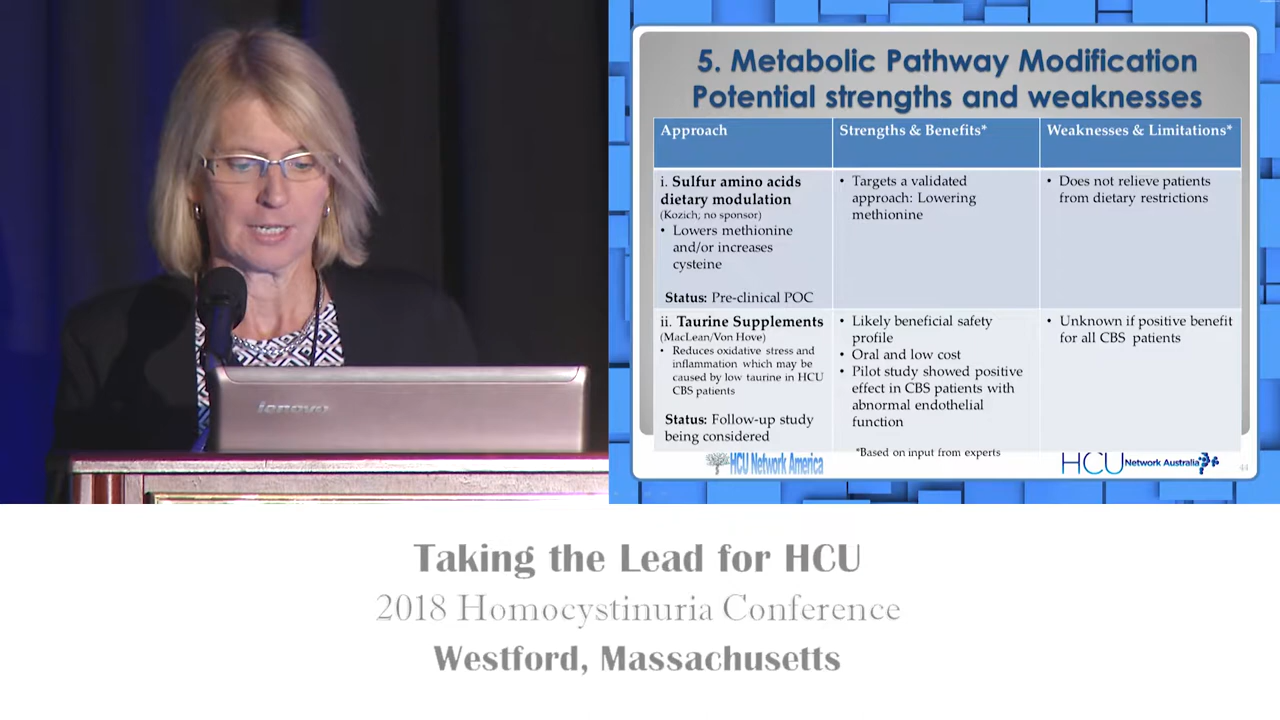 5. Metabolic Pathway Modification
Potential strengths and weaknesses
Approach
Strengths & Benefits*
Weaknesses & Limitations*
i. Sulfur amino acids
dietary modulation
(Kozich; no sponsor)
• Lowers methionine
and/or increases
cysteine
Status: Pre-clinical POC
• Targets a validated
approach: Lowering
methionine
• Does not relieve patients
from dietary restrictions
ii. Taurine Supplements
(MacLean/Von Hove)
• Reduces oxidative stress and
inflammation which may be
caused by low taurine in HCU
CBS patients
Status: Follow-up study
being considered
• Likely beneficial safety
profile
• Oral and low cost
• Pilot study showed positive
effect in CBS patients with
abnormal endothelial
function
• Unknown if positive benefit
for all CBS patients
*Based on input from experts
HCU Network America
HCU Network Australia
44
lenovo
Taking the Lead for HCU
2018 Homocystinuria Conference
Westford, Massachusetts